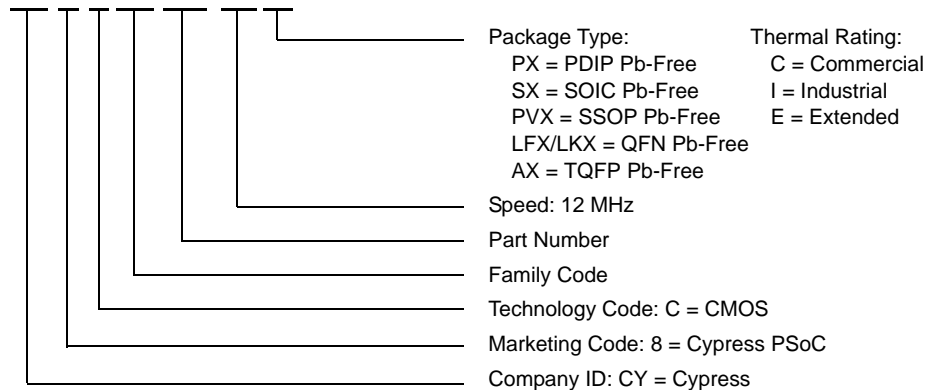 Package Type: Thermal Rating:
PX = PDIP Pb-Free C = Commercial
SX = SOIC Pb-Free I = Industrial
PVX = SSOP Pb-Free E = Extended
LFX/LKX = QFN Pb-Free
AX = TQFP Pb-Free
Speed: 12 MHz
Part Number
Family Code
Technology Code: C = CMOS
Marketing Code: 8 = Cypress PSoC
Company ID: CY = Cypress